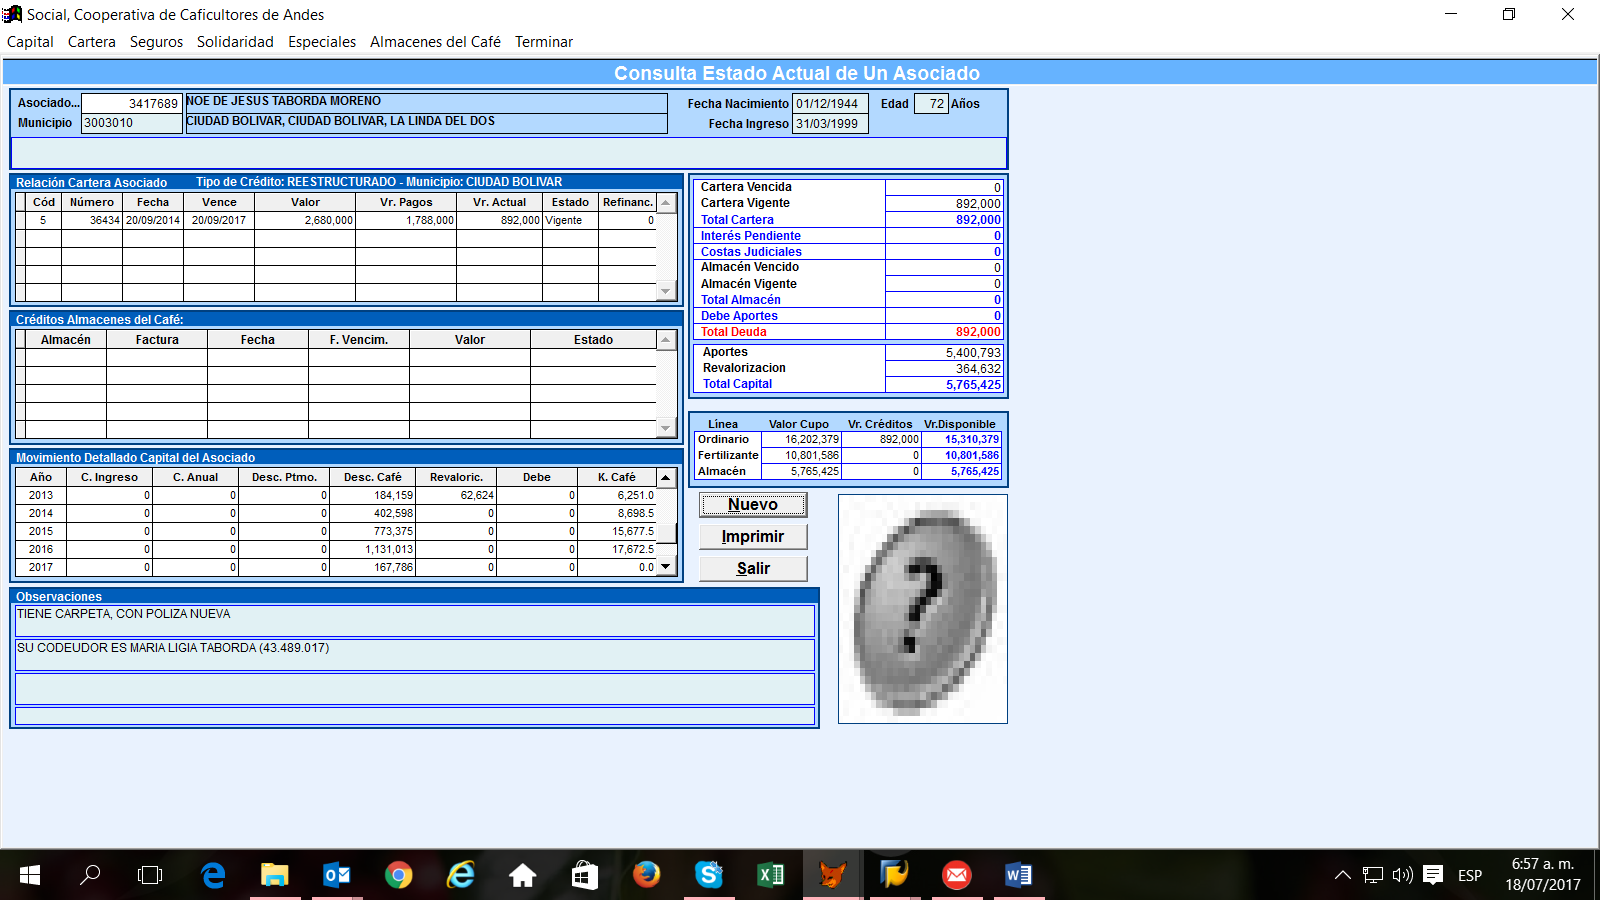 Social, Cooperativa de Caficultores de Andes
Capital Cartera Seguros Solidaridad Especiales Almacenes del Café Terminar
Consulta Estado Actual de Un Asociado
Asociado... 3417689 NOE DE JESUS TABORDA MORENO Fecha Nacimiento 01/12/1944 Edad 72 Años
Municipio 3003010 CIUDAD BOLIVAR, CIUDAD BOLIVAR, LA LINDA DEL DOS Fecha Ingreso 31/03/1999
Relación Cartera Asociado Tipo de Crédito: REESTRUCTURADO - Municipio: CIUDAD BOLIVAR
Cód Número Fecha Vence Valor Vr. Pagos Vr. Actual Estado Refinanc.
5 36434 20/09/2014 20/09/2017 2,680,000 1,788,000 892,000 Vigente 0
Cartera Vencida 0
Cartera Vigente 892,000
Total Cartera 892,000
Interés Pendiente 0
Costas Judiciales 0
Almacén Vencido 0
Almacén Vigente 0
Total Almacén 0
Debe Aportes 0
Total Deuda 892,000
Aportes 5,400,793
Revalorizacion 364,632
Total Capital 5,765,425
Créditos Almacenes del Café:
Almacén Factura Fecha F. Vencim. Valor Estado
Línea Valor Cupo Vr. Créditos Vr.Disponible
Ordinario 16,202,379 892,000 15,310,379
Fertilizante 10,801,586 0 10,801,586
Almacén 5,765,425 0 5,765,425
Movimiento Detallado Capital del Asociado
Año C. Ingreso C. Anual Desc. Ptmo. Desc. Café Revaloric. Debe K. Café
2013 0 0 0 184,159 62,624 0 6,251.0
2014 0 0 0 402,598 0 0 8,698.5
2015 0 0 0 773,375 0 0 15,677.5
2016 0 0 0 1,131,013 0 0 17,672.5
2017 0 0 0 167,786 0 0 0.0
Nuevo
Imprimir
Salir
?
Observaciones
TIENE CARPETA, CON POLIZA NUEVA
SU CODEUDOR ES MARIA LIGIA TABORDA (43.489.017)
ESP
6:57 a. m.
18/07/2017